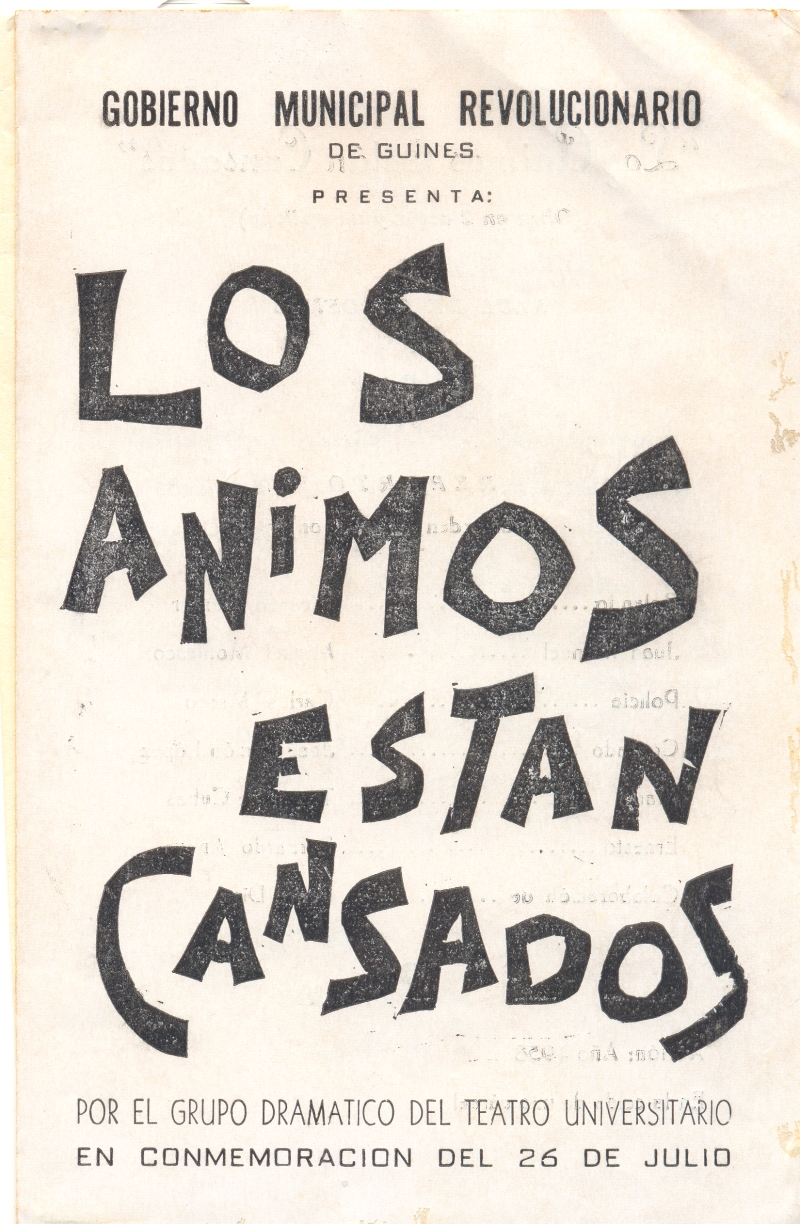 GOBIERNO MUNICIPAL REVOLUCIONARIO
DE GUINES
PRESENTA:
LOS
ANiMOS
ESTAN
CANSADOS
POR EL GRUPO DRAMATICO DEL TEATRO UNIVERSITARIO
EN CONMEMORACION DEL 26 DE JULIO